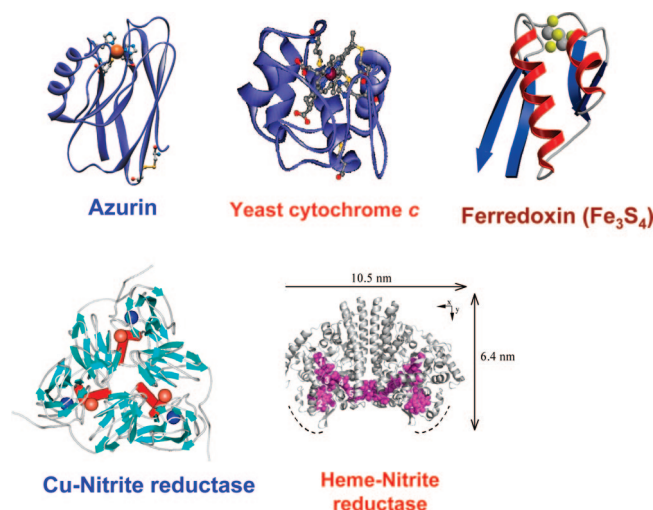 Azurin
Yeast cytochrome c
Ferredoxin (Fe₃S₄)
10.5 nm
x
y
6.4 nm
Cu-Nitrite reductase
Heme-Nitrite
reductase